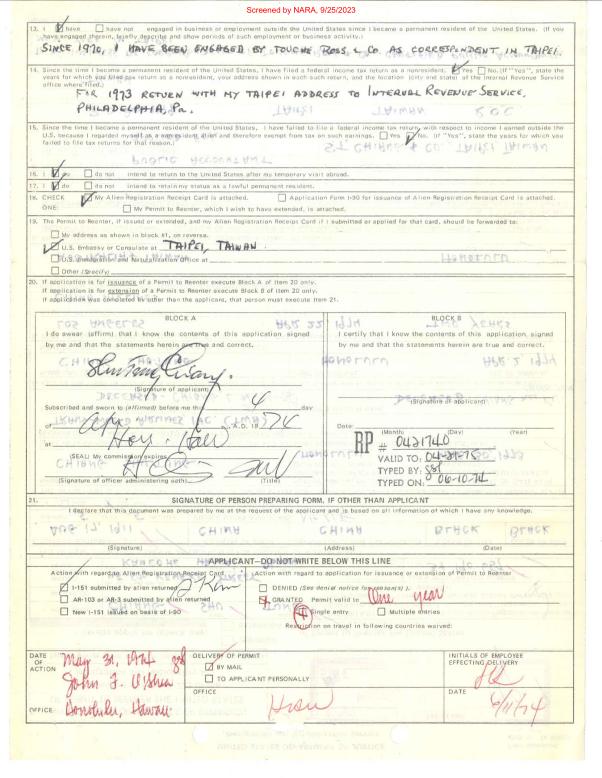 Screened by NARA, 9/25/2023
13. I ☑ have ☐ have not engaged in business or employment outside the United States since I became a permanent resident of the United States. (If you
have engaged therein, briefly describe and show periods of such employment or business activity.)
SINCE 1970, I HAVE BEEN ENGAGED BY TOUCHE ROSS & CO. AS CORRESPONDENT IN TAIPEI.
14. Since the time I became a permanent resident of the United States, I have filed a federal income tax return as a nonresident. ☑ Yes ☐ No. (If "Yes", state the
years for which you filed tax return as a nonresident, your address shown in each such return, and the location (city and state) of the Internal Revenue Service
office where filed.)
FOR 1973 RETURN WITH MY TAIPEI ADDRESS TO INTERNAL REVENUE SERVICE,
PHILADELPHIA, Pa.
15. Since the time I became a permanent resident of the United States, I have failed to file a federal income tax return, with respect to income I earned outside the
U.S. because I regarded myself as a nonresident alien and therefore exempt from tax on such earnings. ☐ Yes ☑ No. (If "Yes", state the years for which you
failed to file tax returns for that reason.)
16. I ☑ do ☐ do not intend to return to the United States after my temporary visit abroad.
17. I ☑ do ☐ do not intend to retain my status as a lawful permanent resident.
18. CHECK ☑ My Alien Registration Receipt Card is attached. ☐ Application Form I-90 for issuance of Alien Registration Receipt Card is attached.
ONE: ☐ My Permit to Reenter, which I wish to have extended, is attached.
19. The Permit to Reenter, if issued or extended, and my Alien Registration Receipt Card if I submitted or applied for that card, should be forwarded to:
☐ My address as shown in block #1, on reverse.
☑ U.S. Embassy or Consulate at TAIPEI, TAIWAN.
☐ U.S. Immigration and Naturalization Office at
☐ Other (Specify)
20. If application is for issuance of a Permit to Reenter execute Block A of Item 20 only.
If application is for extension of a Permit to Reenter execute Block B of Item 20 only.
If application was completed by other than the applicant, that person must execute Item 21.
BLOCK A
I do swear (affirm) that I know the contents of this application signed
by me and that the statements herein are true and correct.
(Signature of applicant)
Subscribed and sworn to (affirmed) before me this 4 day
of A.D. 19 74
at
(SEAL) My commission expires
(Signature of officer administering oath) (Title)
BLOCK B
I certify that I know the contents of this application, signed
by me and that the statements herein are true and correct.
(Signature of applicant)
Date:
(Month) (Day) (Year)
RP # 0421740
VALID TO: 04-21-75
TYPED BY:
TYPED ON: 06-10-74
21. SIGNATURE OF PERSON PREPARING FORM, IF OTHER THAN APPLICANT
I declare that this document was prepared by me at the request of the applicant and is based on all information of which I have any knowledge.
(Signature) (Address) (Date)
APPLICANT—DO NOT WRITE BELOW THIS LINE
Action with regard to Alien Registration Receipt Card
☑ I-151 submitted by alien returned
☐ AR-103 or AR-3 submitted by alien returned
☐ New I-151 issued on basis of I-90
Action with regard to application for issuance or extension of Permit to Reenter
☐ DENIED (See denial notice for reasons).
☑ GRANTED Permit valid to One year
☑ Single entry ☐ Multiple entries
Restriction on travel in following countries waived:
DATE OF ACTION May 31, 1974
John F. O'Shea
OFFICE: Honolulu, Hawaii
DELIVERY OF PERMIT
☑ BY MAIL
☐ TO APPLICANT PERSONALLY
OFFICE
INITIALS OF EMPLOYEE
EFFECTING DELIVERY
DATE
6/11/74